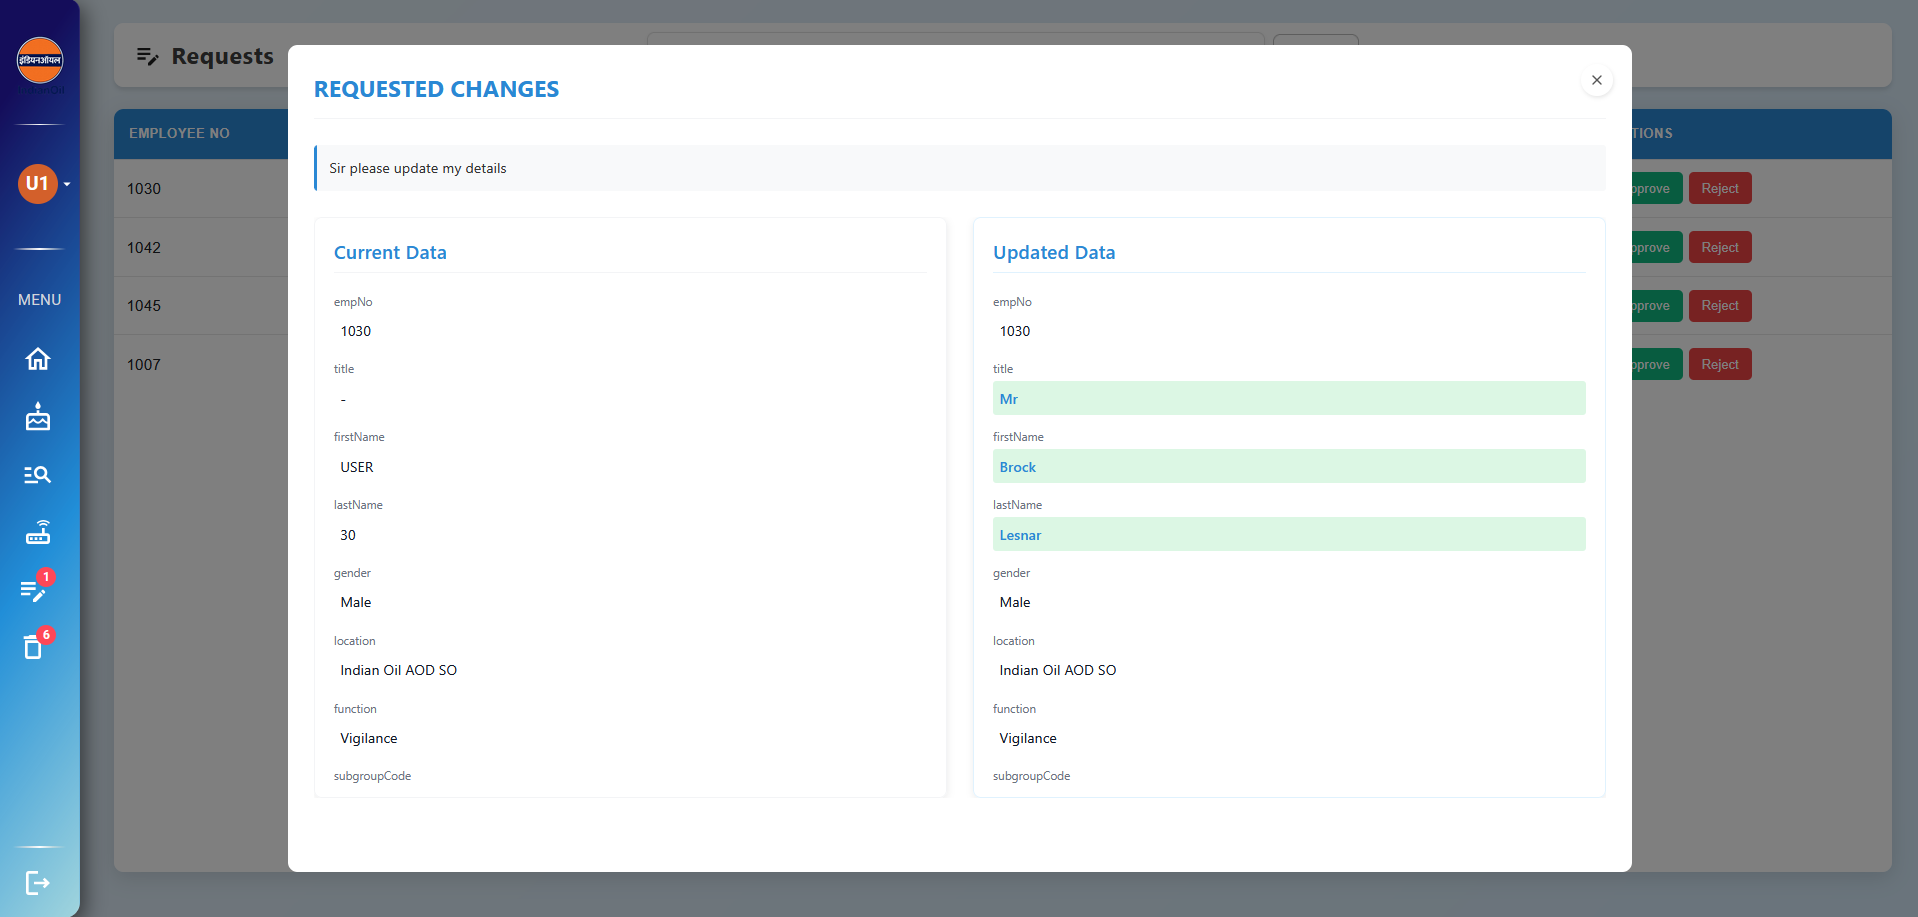 इंडियनऑयल
U1
MENU
1
6
Requests
EMPLOYEE NO
TIONS
1030
pprove
Reject
1042
pprove
Reject
1045
pprove
Reject
1007
pprove
Reject
REQUESTED CHANGES
Sir please update my details
Current Data
empNo
1030
title
-
firstName
USER
lastName
30
gender
Male
location
Indian Oil AOD SO
function
Vigilance
subgroupCode
Updated Data
empNo
1030
title
Mr
firstName
Brock
lastName
Lesnar
gender
Male
location
Indian Oil AOD SO
function
Vigilance
subgroupCode